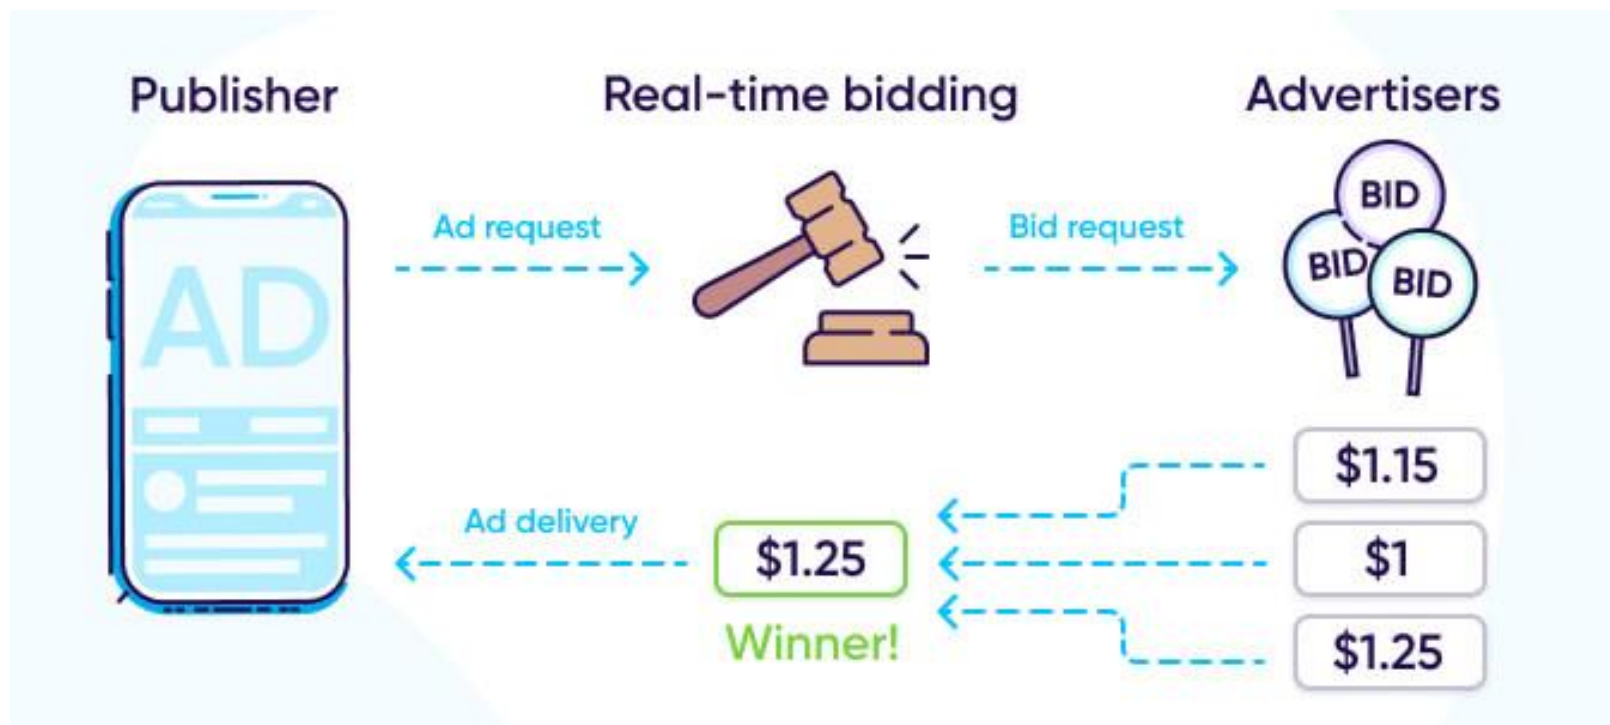 Publisher
Real-time bidding
Advertisers
AD
Ad request
Bid request
BID
BID
BID
$1.15
$1
$1.25
Ad delivery
$1.25
Winner!